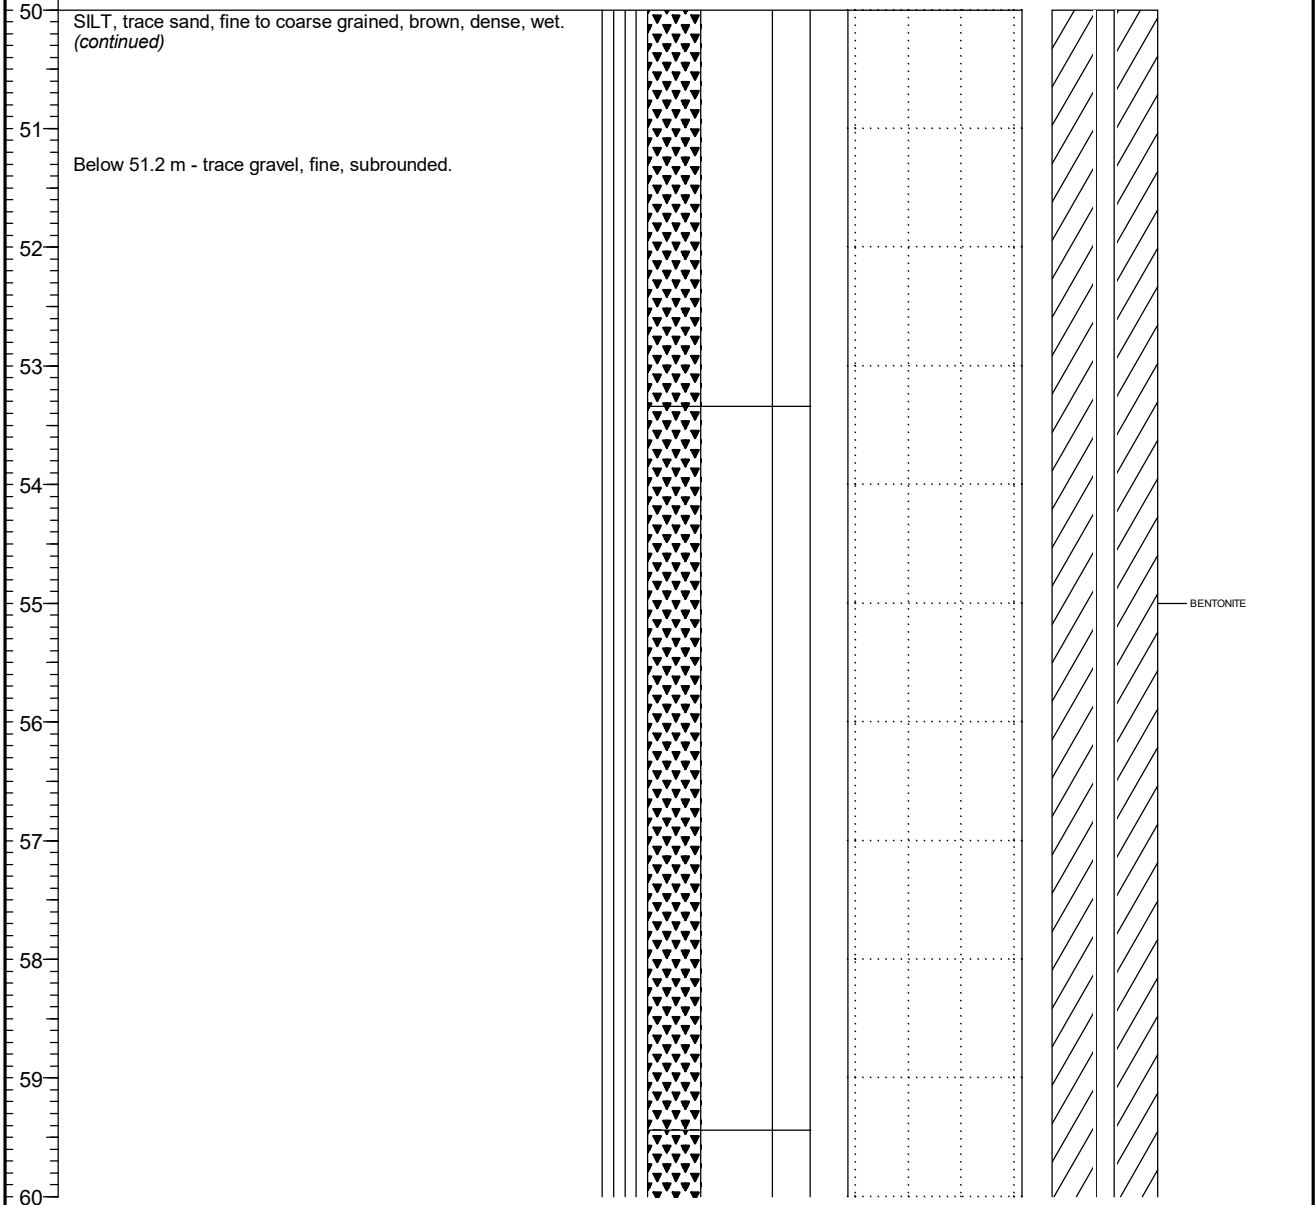 50
SILT, trace sand, fine to coarse grained, brown, dense, wet.
(continued)
51
Below 51.2 m - trace gravel, fine, subrounded.
52
53
54
55
BENTONITE
56
57
58
59
60